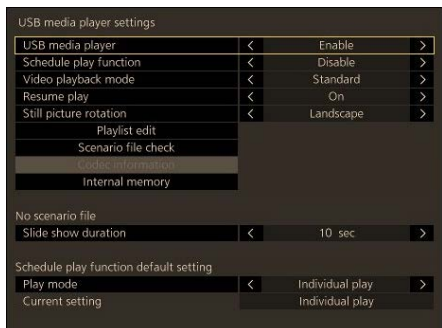 USB media player settings
USB media player < Enable >
Schedule play function < Disable >
Video playback mode < Standard >
Resume play < On >
Still picture rotation < Landscape >
Playlist edit
Scenario file check
Codec information
Internal memory
No scenario file
Slide show duration < 10 sec >
Schedule play function default setting
Play mode < Individual play >
Current setting Individual play